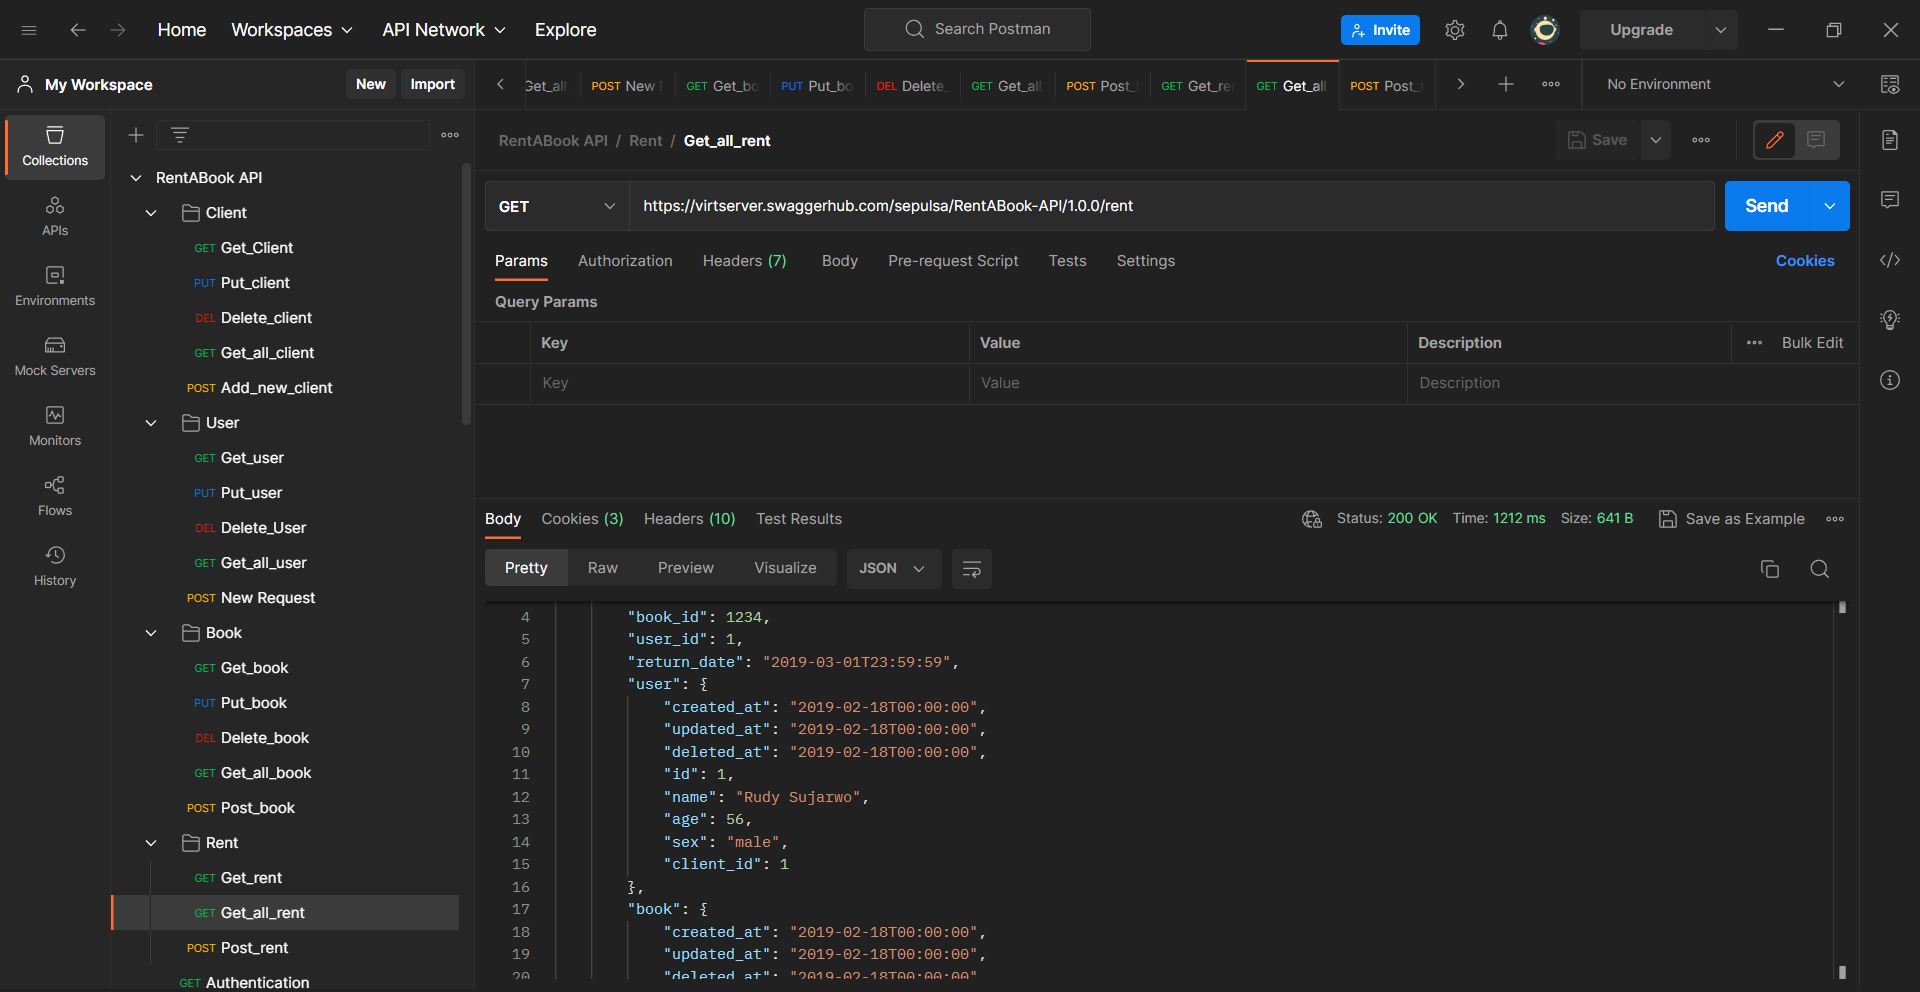 Home Workspaces API Network Explore Search Postman Invite Upgrade
My Workspace New Import
Get_all POST New GET Get_bo PUT Put_bo DEL Delete_ GET Get_all POST Post_ GET Get_re GET Get_all POST Post_ No Environment
Collections
APIs
Environments
Mock Servers
Monitors
Flows
History
RentABook API
Client
GET Get_Client
PUT Put_client
DEL Delete_client
GET Get_all_client
POST Add_new_client
User
GET Get_user
PUT Put_user
DEL Delete_User
GET Get_all_user
POST New Request
Book
GET Get_book
PUT Put_book
DEL Delete_book
GET Get_all_book
POST Post_book
Rent
GET Get_rent
GET Get_all_rent
POST Post_rent
GET Authentication
RentABook API / Rent / Get_all_rent Save
GET https://virtserver.swaggerhub.com/sepulsa/RentABook-API/1.0.0/rent Send
Params Authorization Headers (7) Body Pre-request Script Tests Settings Cookies
Query Params
Key Value Description Bulk Edit
Key Value Description
Body Cookies (3) Headers (10) Test Results Status: 200 OK Time: 1212 ms Size: 641 B Save as Example
Pretty Raw Preview Visualize JSON
4 "book_id": 1234,
5 "user_id": 1,
6 "return_date": "2019-03-01T23:59:59",
7 "user": {
8 "created_at": "2019-02-18T00:00:00",
9 "updated_at": "2019-02-18T00:00:00",
10 "deleted_at": "2019-02-18T00:00:00",
11 "id": 1,
12 "name": "Rudy Sujarwo",
13 "age": 56,
14 "sex": "male",
15 "client_id": 1
16 },
17 "book": {
18 "created_at": "2019-02-18T00:00:00",
19 "updated_at": "2019-02-18T00:00:00",
20 "deleted_at": "2019-02-18T00:00:00"